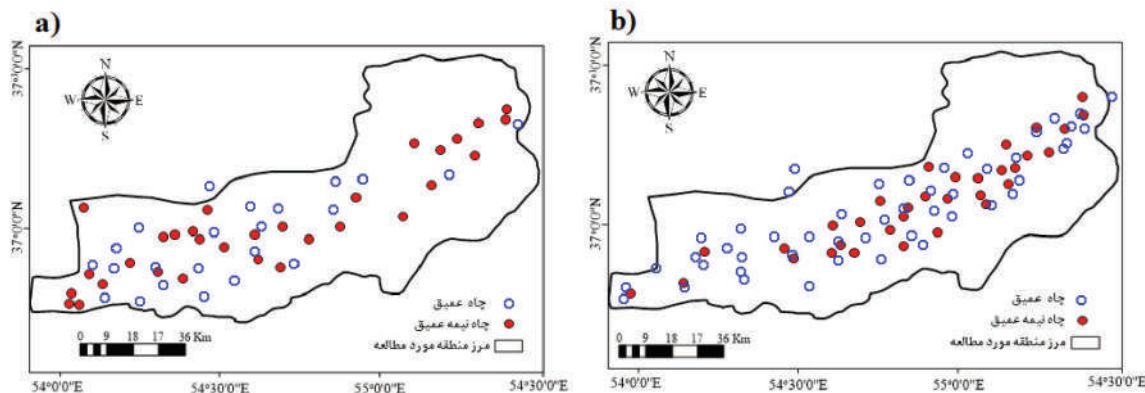 a)
N
W E
S
37°30'0"N
37°0'0"N
چاه عمیق
چاه نیمه عمیق
مرز منطقه مورد مطالعه
0 9 18 17 36 Km
54°0'0"E 54°30'0"E 55°0'0"E 54°30'0"E
b)
N
W E
S
37°30'0"N
37°0'0"N
چاه عمیق
چاه نیمه عمیق
مرز منطقه مورد مطالعه
0 9 18 17 36 Km
54°0'0"E 54°30'0"E 55°0'0"E 54°30'0"E